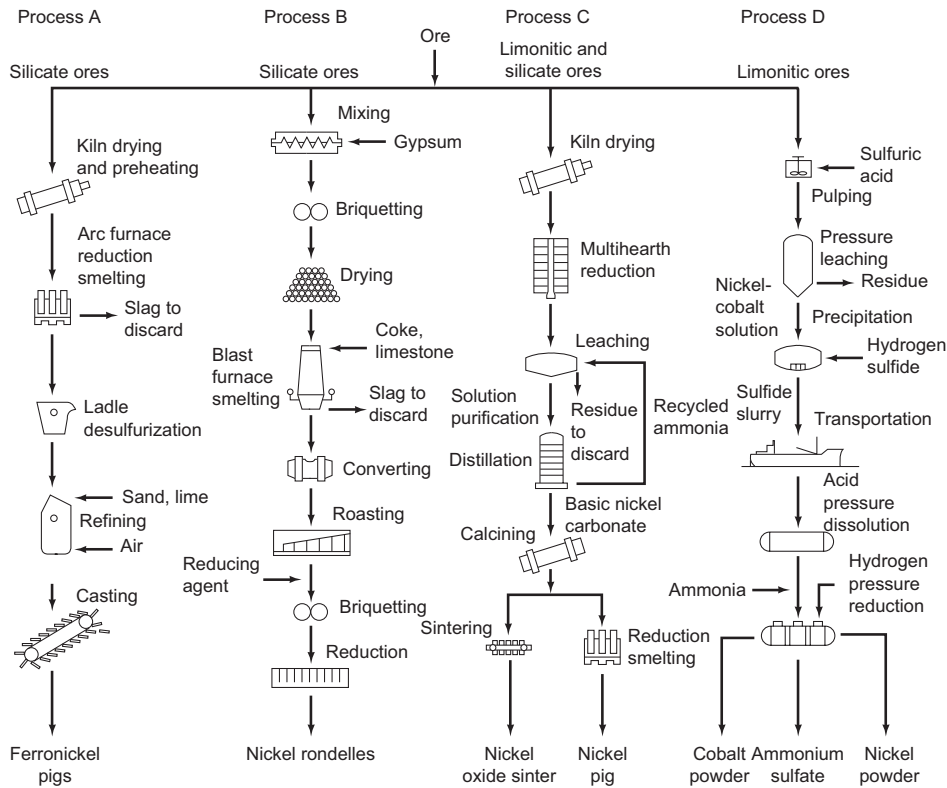 Process A
Process B
Process C
Process D
Ore
Silicate ores
Silicate ores
Limonitic and
silicate ores
Limonitic ores
Kiln drying
and preheating
Arc furnace
reduction
smelting
Slag to
discard
Ladle
desulfurization
Sand, lime
Refining
Air
Casting
Ferronickel
pigs
Mixing
Gypsum
Briquetting
Drying
Coke,
limestone
Blast
furnace
smelting
Slag to
discard
Converting
Roasting
Reducing
agent
Briquetting
Reduction
Nickel rondelles
Kiln drying
Multihearth
reduction
Leaching
Solution
purification
Residue
to
discard
Recycled
ammonia
Distillation
Basic nickel
carbonate
Calcining
Sintering
Reduction
smelting
Nickel
oxide sinter
Nickel
pig
Sulfuric
acid
Pulping
Pressure
leaching
Residue
Nickel-
cobalt
solution
Precipitation
Hydrogen
sulfide
Sulfide
slurry
Transportation
Acid
pressure
dissolution
Ammonia
Hydrogen
pressure
reduction
Cobalt
powder
Ammonium
sulfate
Nickel
powder